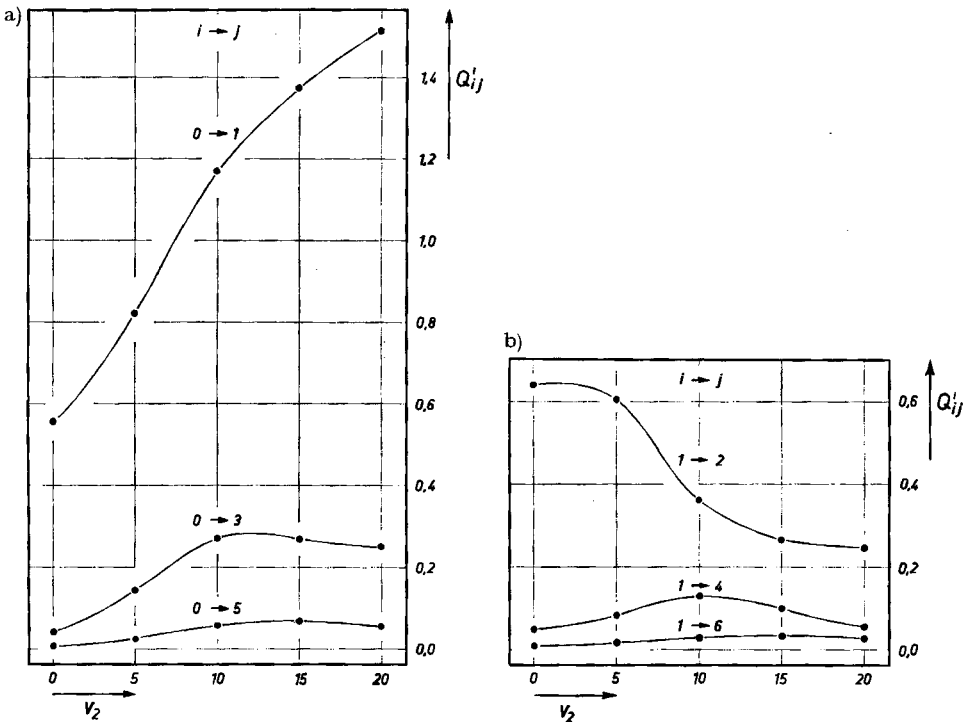 a)
i → j
Q'ij
1,4
0 → 1
1,2
1,0
0,8
0,6
0,4
0 → 3
0,2
0 → 5
0,0
0 5 10 15 20
V2
b)
i → j
Q'ij
0,6
1 → 2
0,4
0,2
1 → 4
1 → 6
0,0
0 5 10 15 20
V2